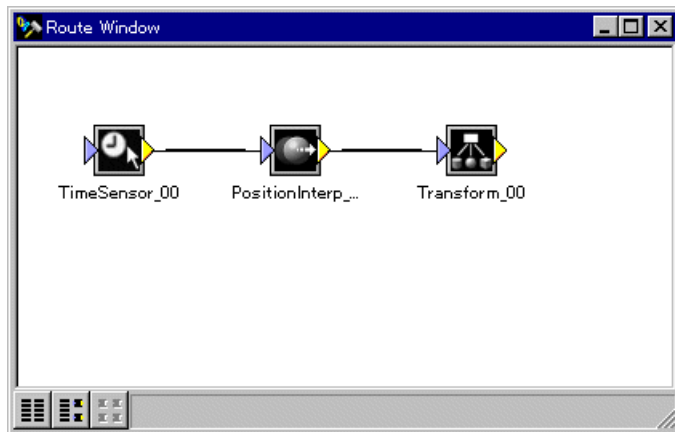 Route Window
TimeSensor_00
PositionInterp_...
Transform_00